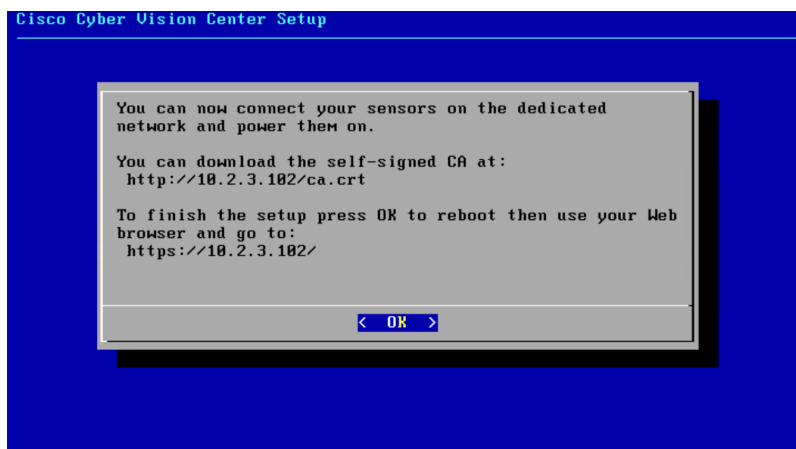 Cisco Cyber Vision Center Setup
You can now connect your sensors on the dedicated
network and power them on.
You can download the self-signed CA at:
http://10.2.3.102/ca.crt
To finish the setup press OK to reboot then use your Web
browser and go to:
https://10.2.3.102/
< OK >